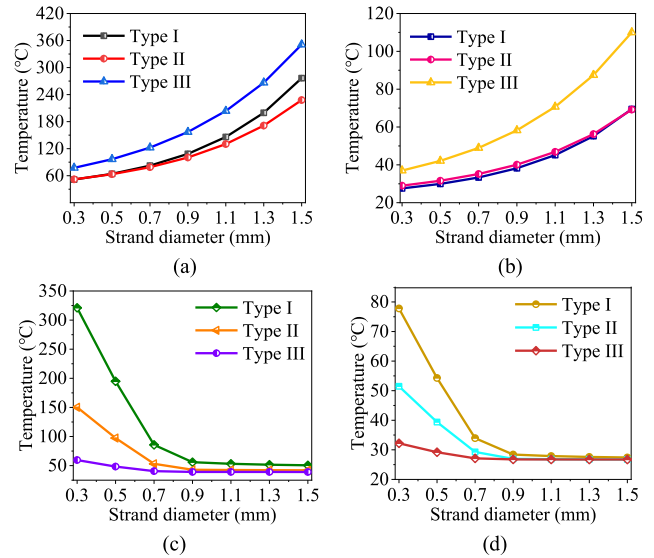 420
360
300
240
180
120
60
Temperature (℃)
Type I
Type II
Type III
0.3 0.5 0.7 0.9 1.1 1.3 1.5
Strand diameter (mm)
(a)
120
100
80
60
40
20
Temperature (℃)
Type I
Type II
Type III
0.3 0.5 0.7 0.9 1.1 1.3 1.5
Strand diameter (mm)
(b)
350
300
250
200
150
100
50
Temperature (℃)
Type I
Type II
Type III
0.3 0.5 0.7 0.9 1.1 1.3 1.5
Strand diameter (mm)
(c)
80
70
60
50
40
30
20
Temperature (℃)
Type I
Type II
Type III
0.3 0.5 0.7 0.9 1.1 1.3 1.5
Strand diameter (mm)
(d)